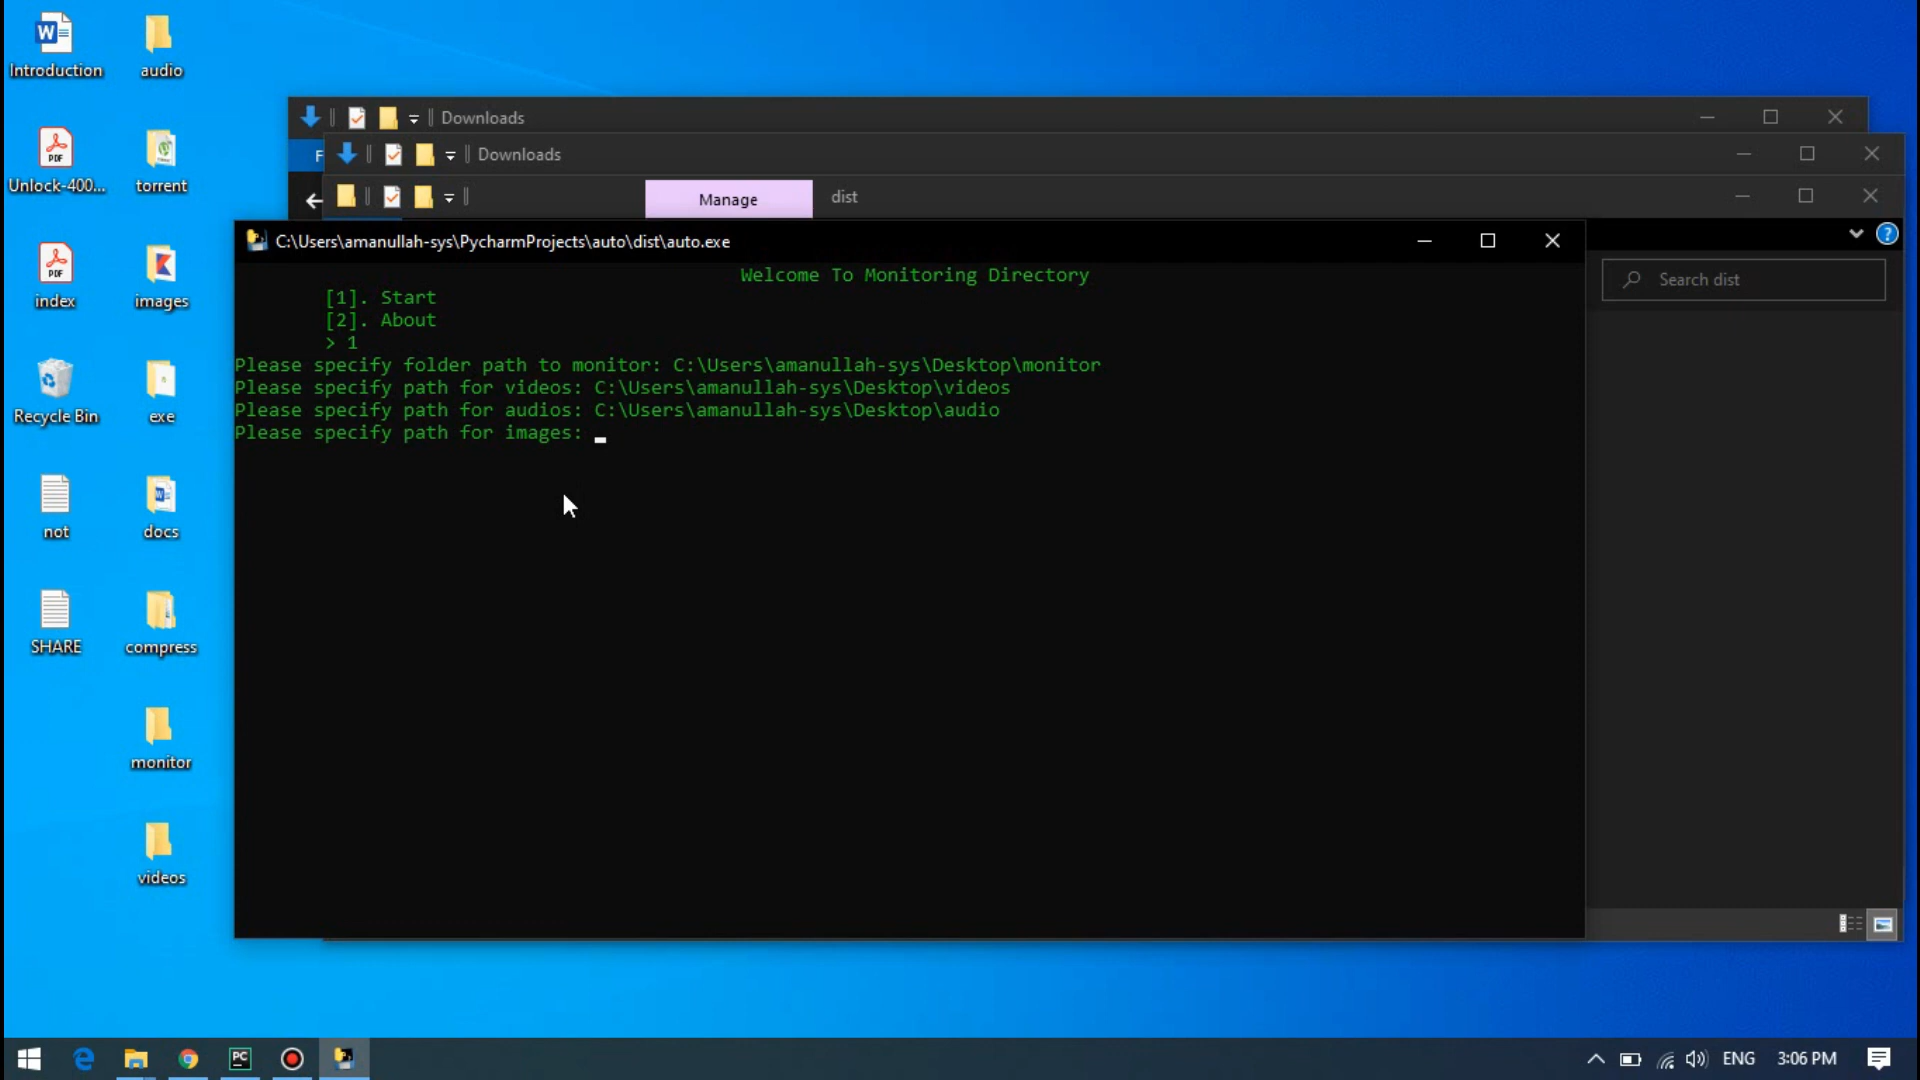 Introduction
audio
Unlock-400...
torrent
index
images
Recycle Bin
exe
not
docs
SHARE
compress
monitor
videos
Downloads
F
Downloads
Manage
dist
Search dist
C:\Users\amanullah-sys\PycharmProjects\auto\dist\auto.exe
Welcome To Monitoring Directory
[1]. Start
[2]. About
> 1
Please specify folder path to monitor: C:\Users\amanullah-sys\Desktop\monitor
Please specify path for videos: C:\Users\amanullah-sys\Desktop\videos
Please specify path for audios: C:\Users\amanullah-sys\Desktop\audio
Please specify path for images:
ENG
3:06 PM